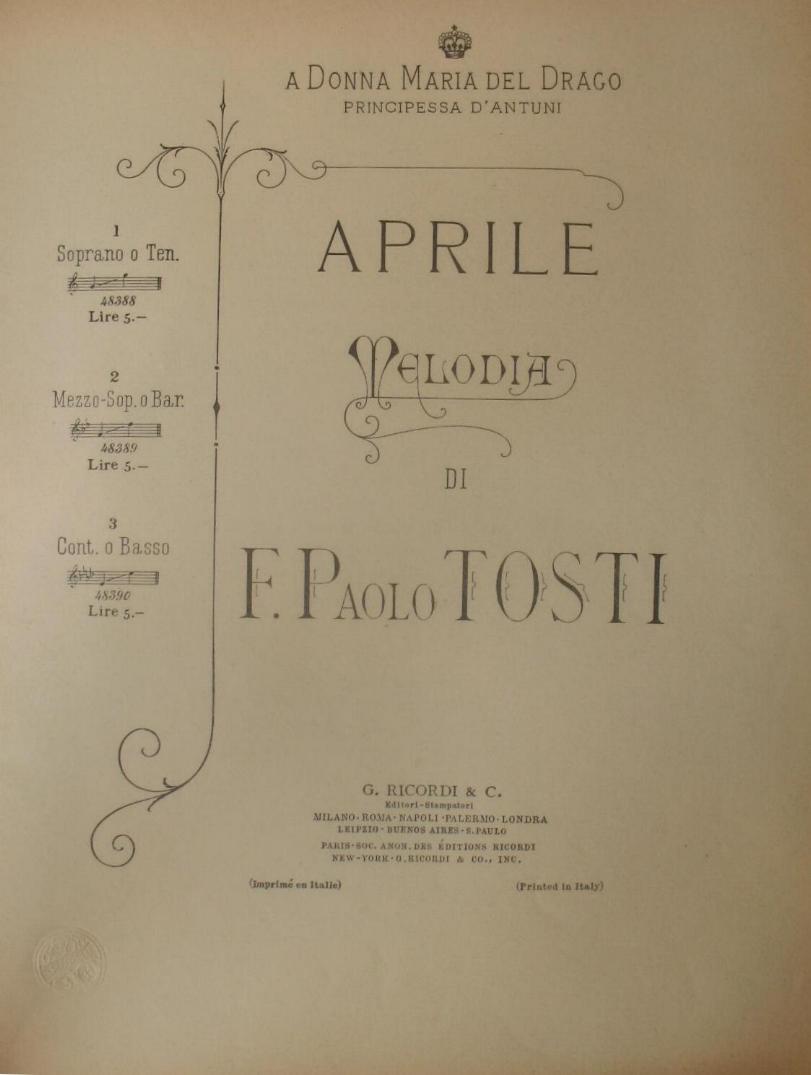 A DONNA MARIA DEL DRAGO
PRINCIPESSA D'ANTUNI
APRILE
MELODIA
DI
F. PAOLO TOSTI
1
Soprano o Ten.
48388
Lire 5.—
2
Mezzo-Sop. o Bar.
48389
Lire 5.—
3
Cont. o Basso
48390
Lire 5.—
G. RICORDI & C.
Editori-Stampatori
MILANO · ROMA · NAPOLI · PALERMO · LONDRA
LEIPZIG · BUENOS AIRES · S. PAULO
PARIS · SOC. ANON. DES ÉDITIONS RICORDI
NEW-YORK · G. RICORDI & CO., INC.
(Imprimé en Italie)
(Printed in Italy)